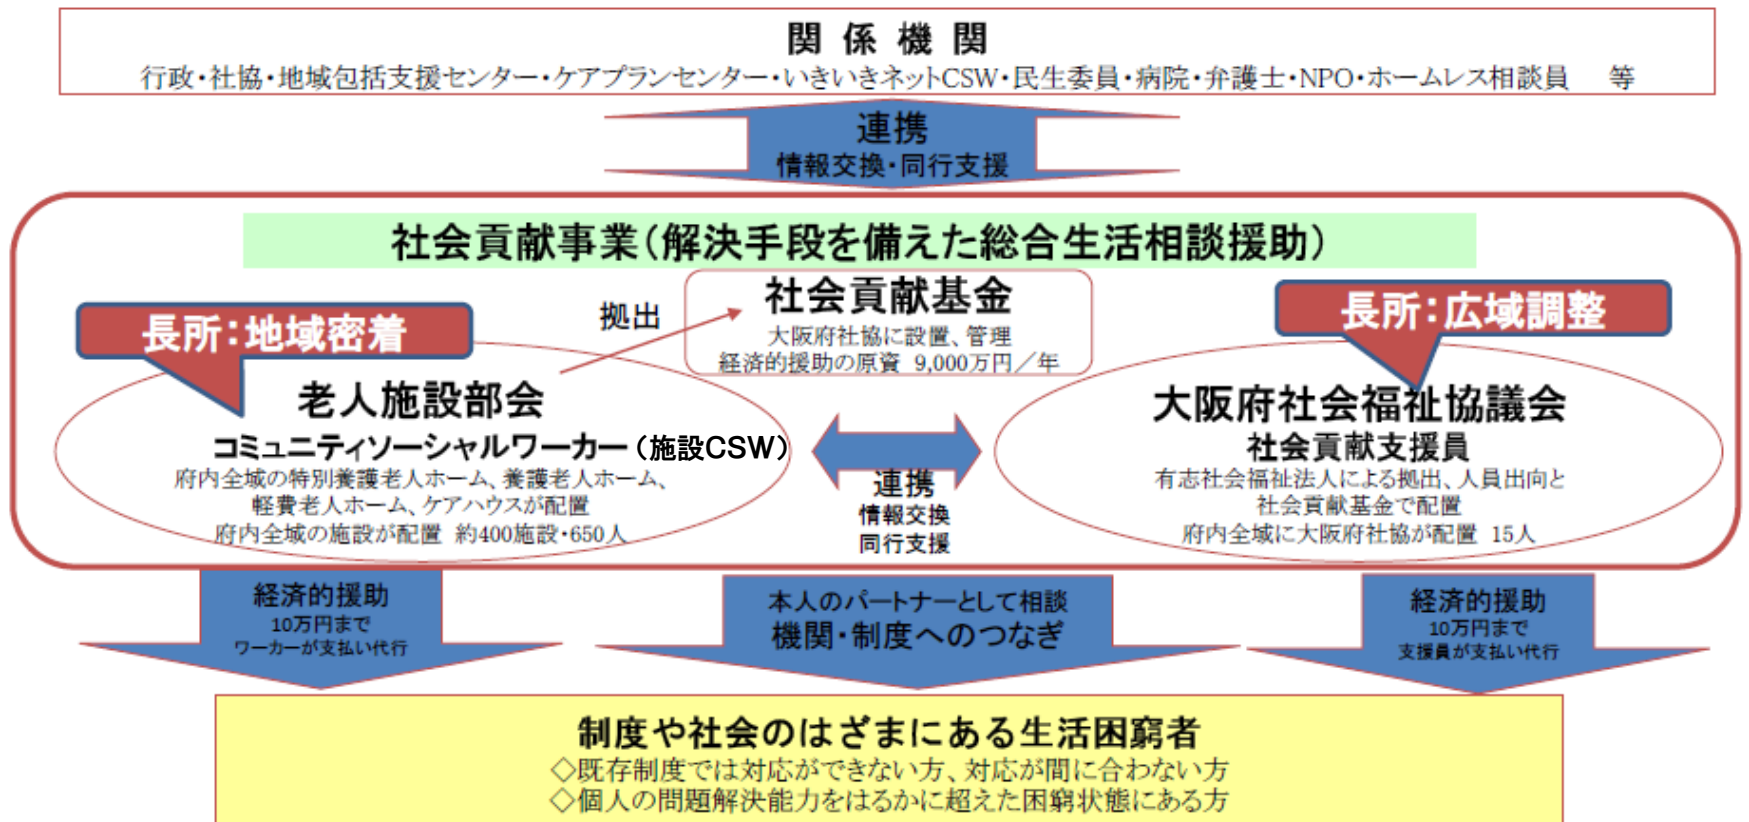 関係機関
行政・社協・地域包括支援センター・ケアプランセンター・いきいきネットCSW・民生委員・病院・弁護士・NPO・ホームレス相談員　等
連携
情報交換・同行支援
社会貢献事業（解決手段を備えた総合生活相談援助）
拠出
社会貢献基金
大阪府社協に設置、管理
経済的援助の原資 9,000万円／年
長所：地域密着
老人施設部会
コミュニティソーシャルワーカー（施設CSW）
府内全域の特別養護老人ホーム、養護老人ホーム、
軽費老人ホーム、ケアハウスが配置
府内全域の施設が配置 約400施設・650人
連携
情報交換
同行支援
長所：広域調整
大阪府社会福祉協議会
社会貢献支援員
有志社会福祉法人による拠出、人員出向と
社会貢献基金で配置
府内全域に大阪府社協が配置 15人
経済的援助
10万円まで
ワーカーが支払い代行
本人のパートナーとして相談
機関・制度へのつなぎ
経済的援助
10万円まで
支援員が支払い代行
制度や社会のはざまにある生活困窮者
◇既存制度では対応ができない方、対応が間に合わない方
◇個人の問題解決能力をはるかに超えた困窮状態にある方